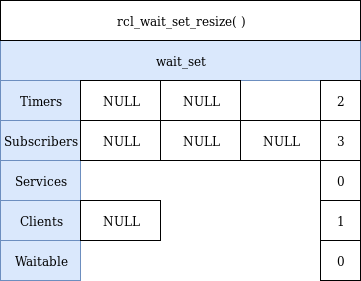 rcl_wait_set_resize( )
wait_set
Timers NULL NULL 2
Subscribers NULL NULL NULL 3
Services 0
Clients NULL 1
Waitable 0